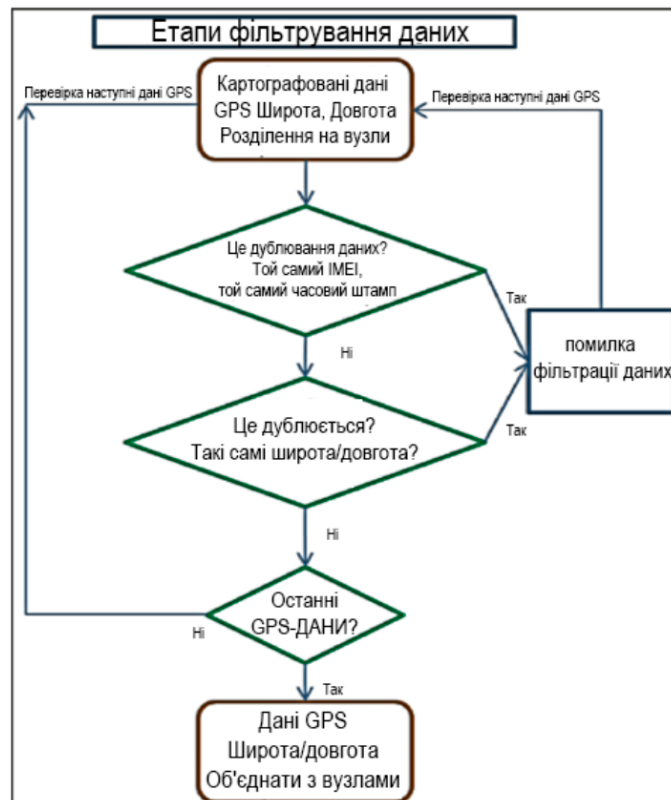 Етапи фільтрування даних
Перевірка наступні дані GPS
Картографовані дані
GPS Широта, Довгота
Розділення на вузли
Перевірка наступні дані GPS
Це дублювання даних?
Той самий IMEI,
той самий часовий штамп
Так
помилка
фільтрації даних
Ні
Це дублюється?
Такі самі широта/довгота?
Так
Ні
Останні
GPS-ДАНИ?
Ні
Так
Дані GPS
Широта/довгота
Об'єднати з вузлами